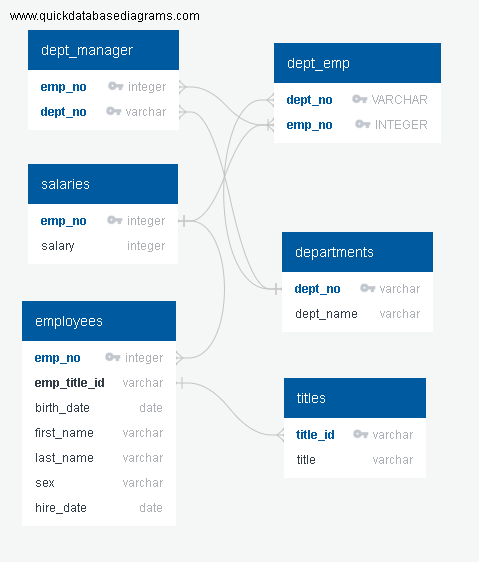 www.quickdatabasediagrams.com
dept_manager
emp_no integer
dept_no varchar
dept_emp
dept_no VARCHAR
emp_no INTEGER
salaries
emp_no integer
salary integer
departments
dept_no varchar
dept_name varchar
employees
emp_no integer
emp_title_id varchar
birth_date date
first_name varchar
last_name varchar
sex varchar
hire_date date
titles
title_id varchar
title varchar